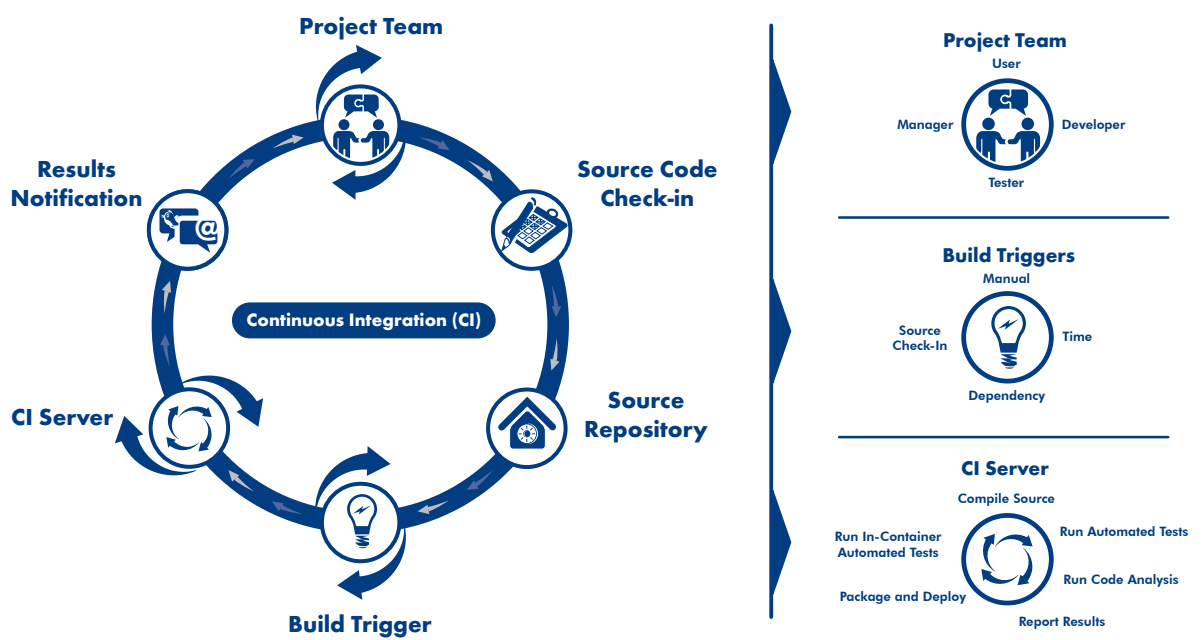 Project Team
Results
Notification
Source Code
Check-in
@
Continuous Integration (CI)
CI Server
Source
Repository
Build Trigger
Project Team
User
Manager
Developer
Tester
Build Triggers
Manual
Source
Check-In
Time
Dependency
CI Server
Compile Source
Run In-Container
Automated Tests
Run Automated Tests
Run Code Analysis
Package and Deploy
Report Results